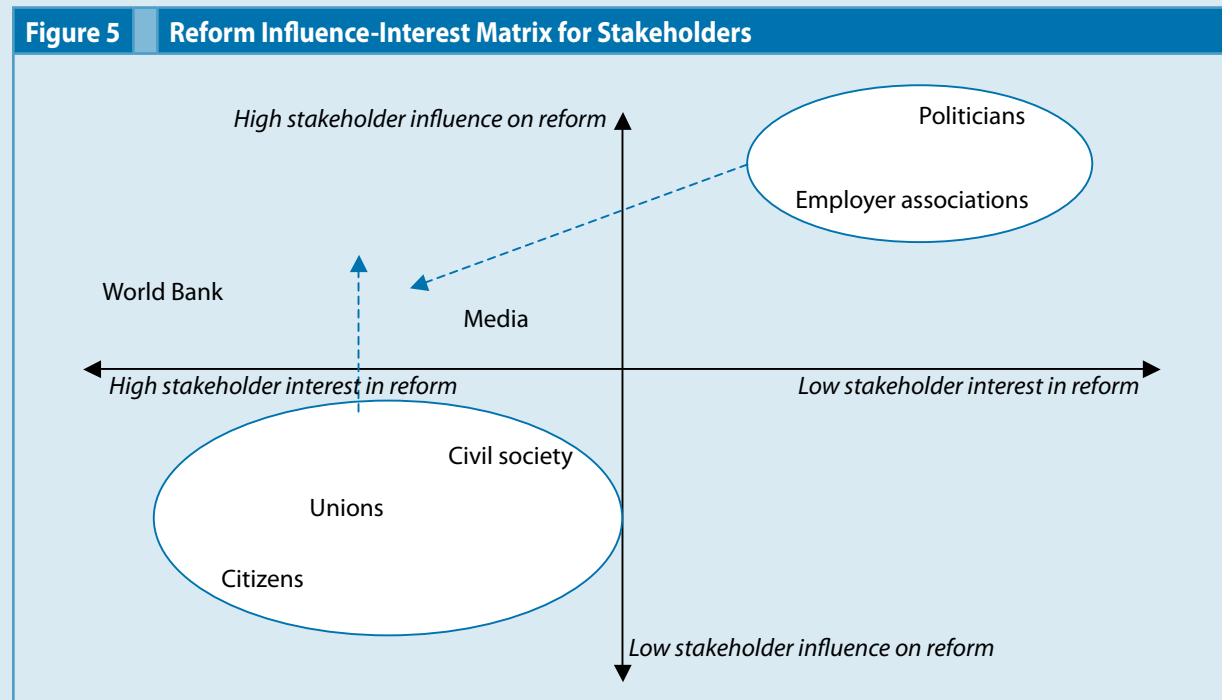 Figure 5 Reform Influence-Interest Matrix for Stakeholders
High stakeholder influence on reform
Politicians
Employer associations
World Bank
Media
High stakeholder interest in reform
Low stakeholder interest in reform
Civil society
Unions
Citizens
Low stakeholder influence on reform